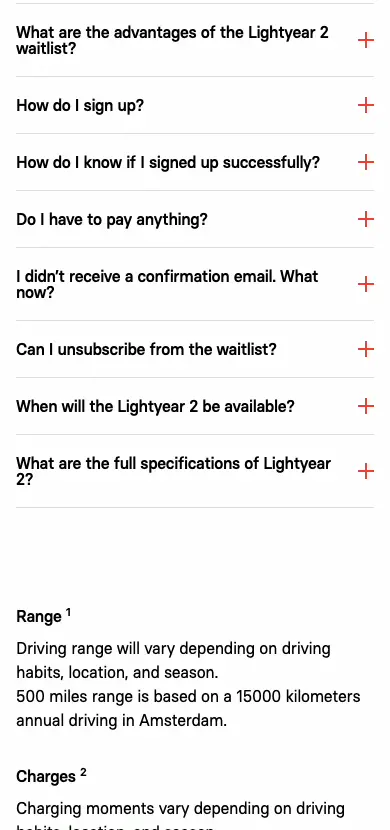 What are the advantages of the Lightyear 2
waitlist?
How do I sign up?
How do I know if I signed up successfully?
Do I have to pay anything?
I didn’t receive a confirmation email. What
now?
Can I unsubscribe from the waitlist?
When will the Lightyear 2 be available?
What are the full specifications of Lightyear
2?
Range ¹
Driving range will vary depending on driving
habits, location, and season.
500 miles range is based on a 15000 kilometers
annual driving in Amsterdam.
Charges ²
Charging moments vary depending on driving
habits, location, and season.